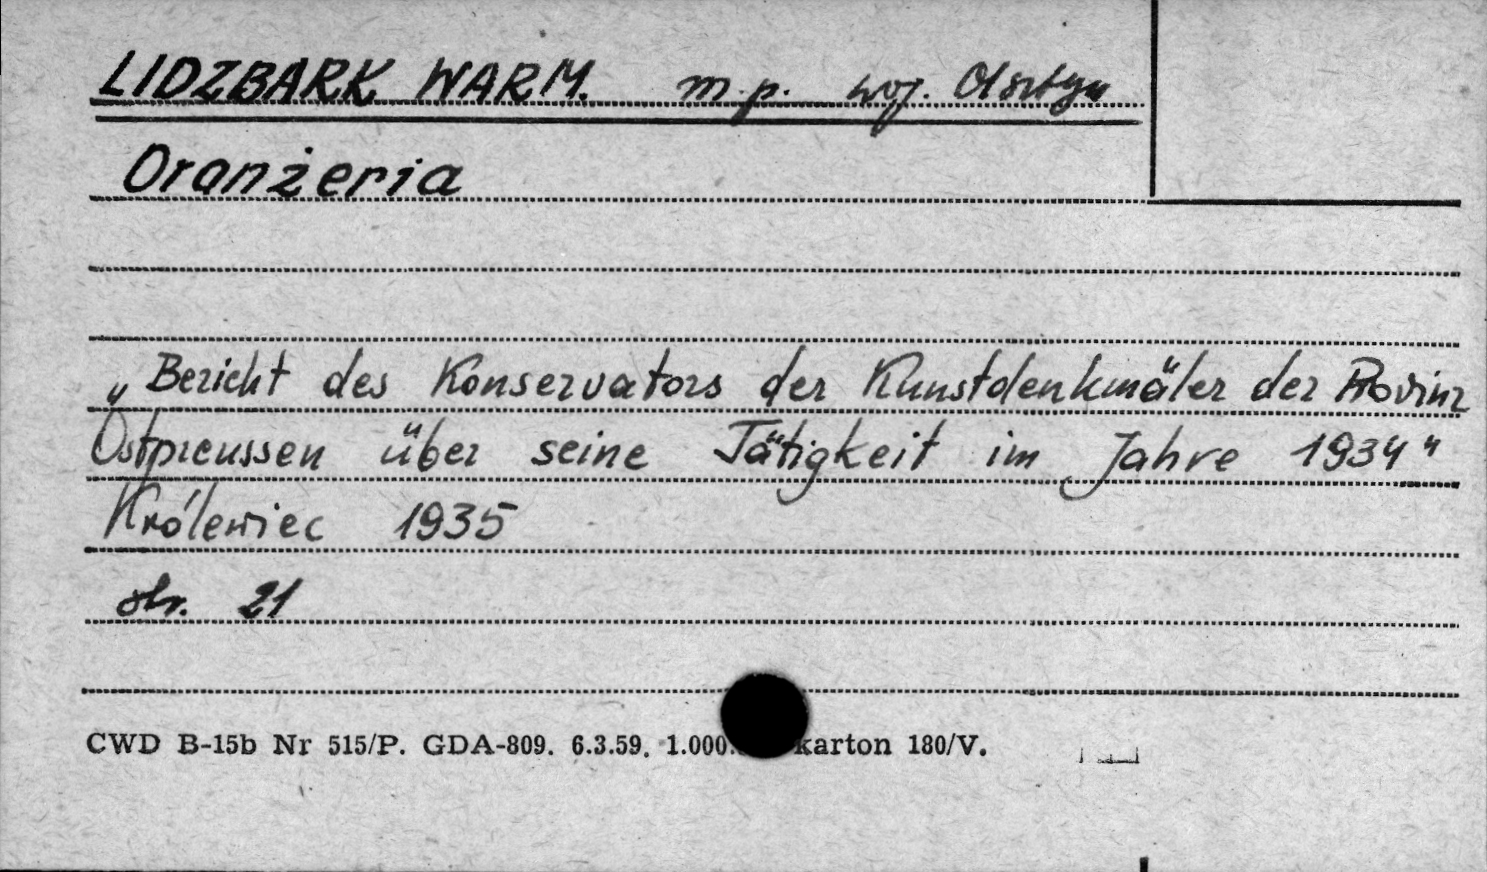 LIDZBARK WARM. m.p. woj. Olsztyn
Oranżeria
„Bericht des Konservators der Kunstdenkmäler der Provinz
Ostpreussen über seine Tätigkeit im Jahre 1934"
Królewiec 1935
str. 21
CWD B-15b Nr 515/P. GDA-809. 6.3.59. 1.000. karton 180/V.